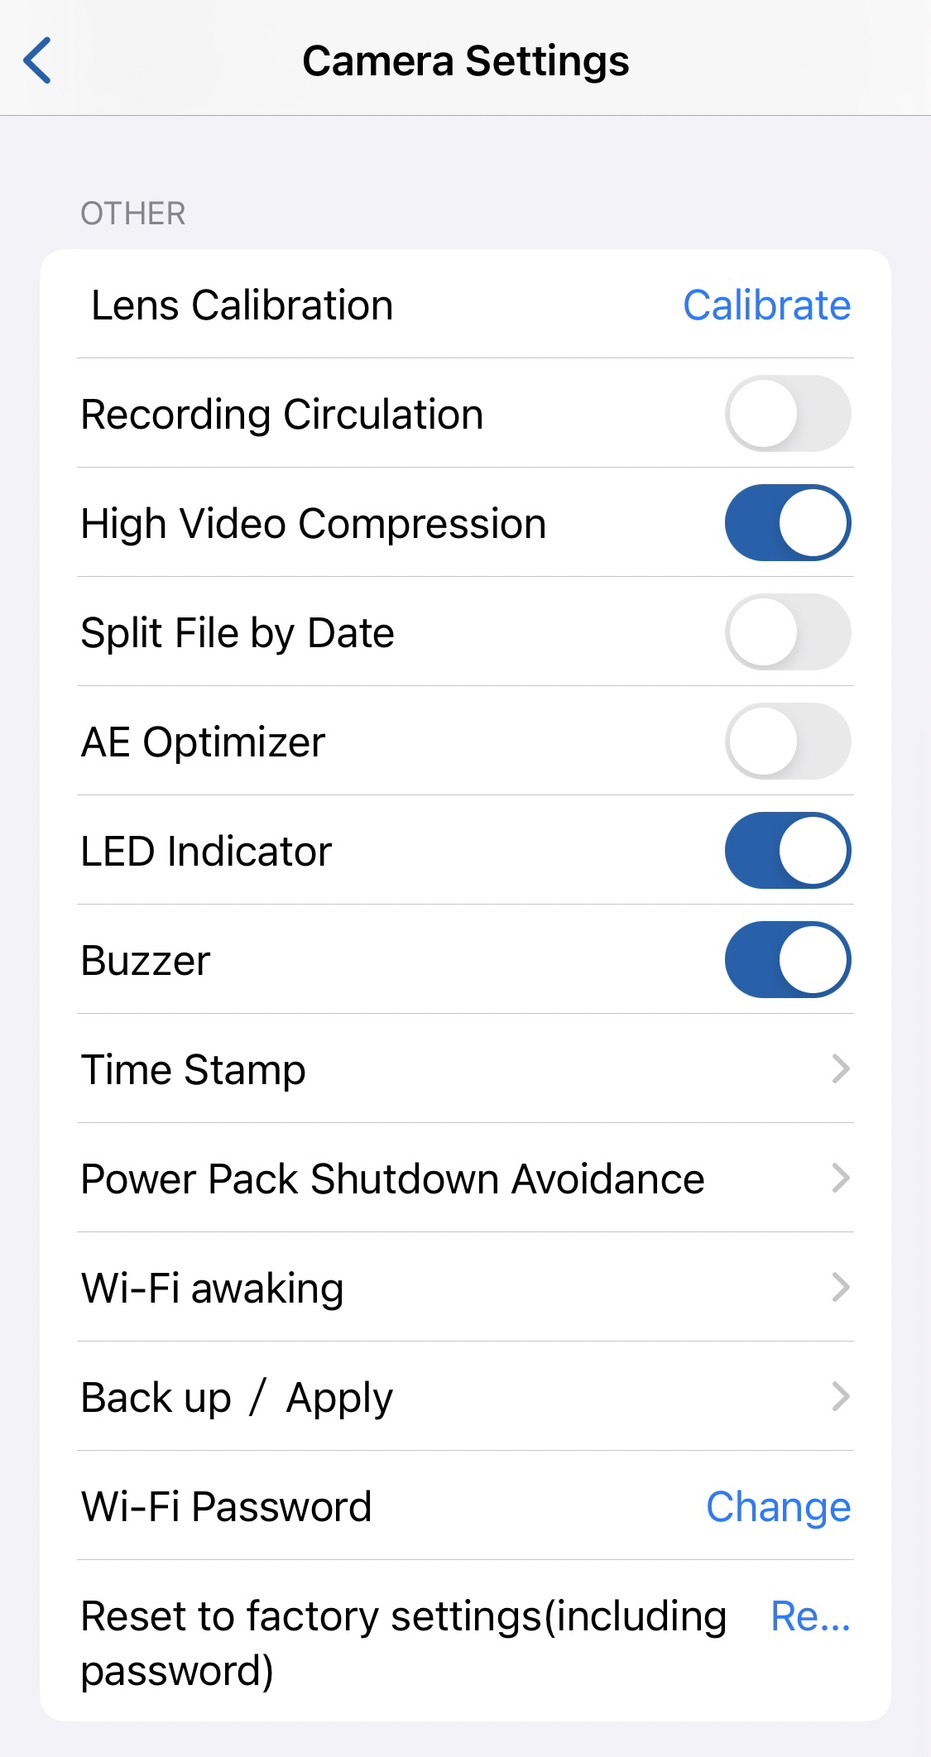 Camera Settings
OTHER
Lens Calibration Calibrate
Recording Circulation
High Video Compression
Split File by Date
AE Optimizer
LED Indicator
Buzzer
Time Stamp
Power Pack Shutdown Avoidance
Wi-Fi awaking
Back up / Apply
Wi-Fi Password Change
Reset to factory settings(including Re...
password)